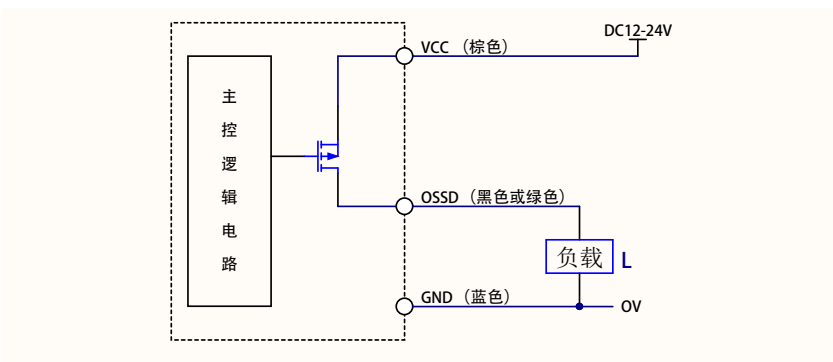 DC12-24V
VCC（棕色）
主
控
逻
辑
电
路
OSSD（黑色或绿色）
负载 L
GND（蓝色）
0V